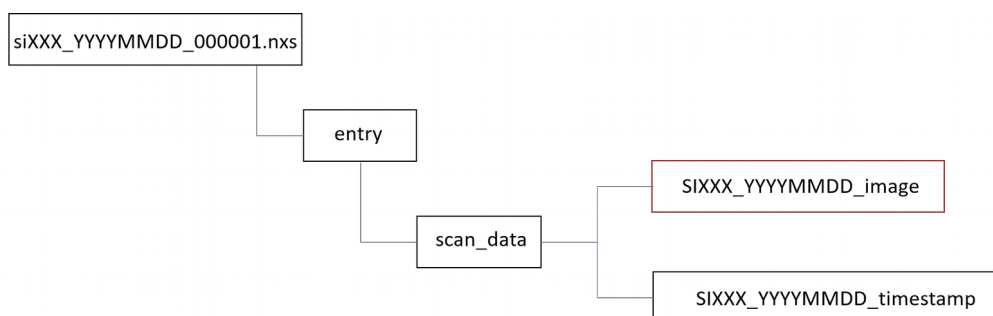 siXXX_YYYYMMDD_000001.nxs
entry
SIXXX_YYYYMMDD_image
scan_data
SIXXX_YYYYMMDD_timestamp